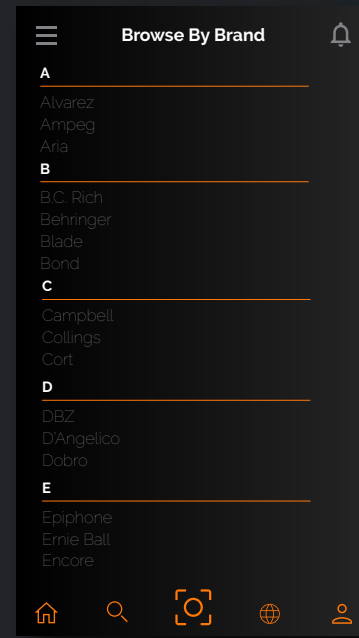 Browse By Brand
A
Alvarez
Ampeg
Aria
B
B.C. Rich
Behringer
Blade
Bond
C
Campbell
Collings
Cort
D
DBZ
D'Angelico
Dobro
E
Epiphone
Ernie Ball
Encore